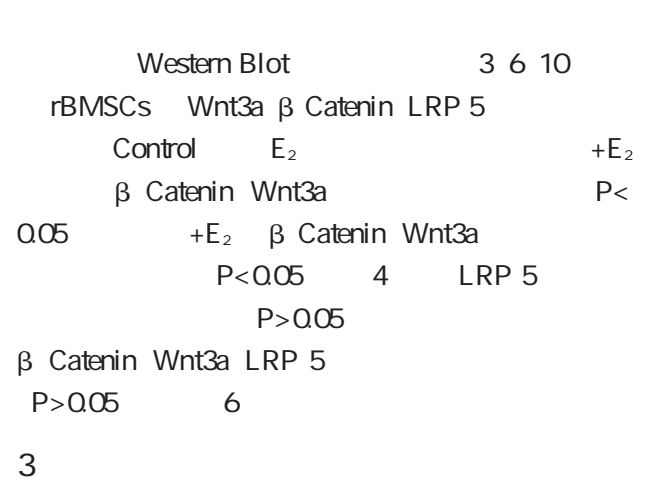 Western Blot 3 6 10
rBMSCs Wnt3a β Catenin LRP 5
Control E₂ +E₂
β Catenin Wnt3a P<
0.05 +E₂ β Catenin Wnt3a
P<0.05 4 LRP 5
P>0.05
β Catenin Wnt3a LRP 5
P>0.05 6
3